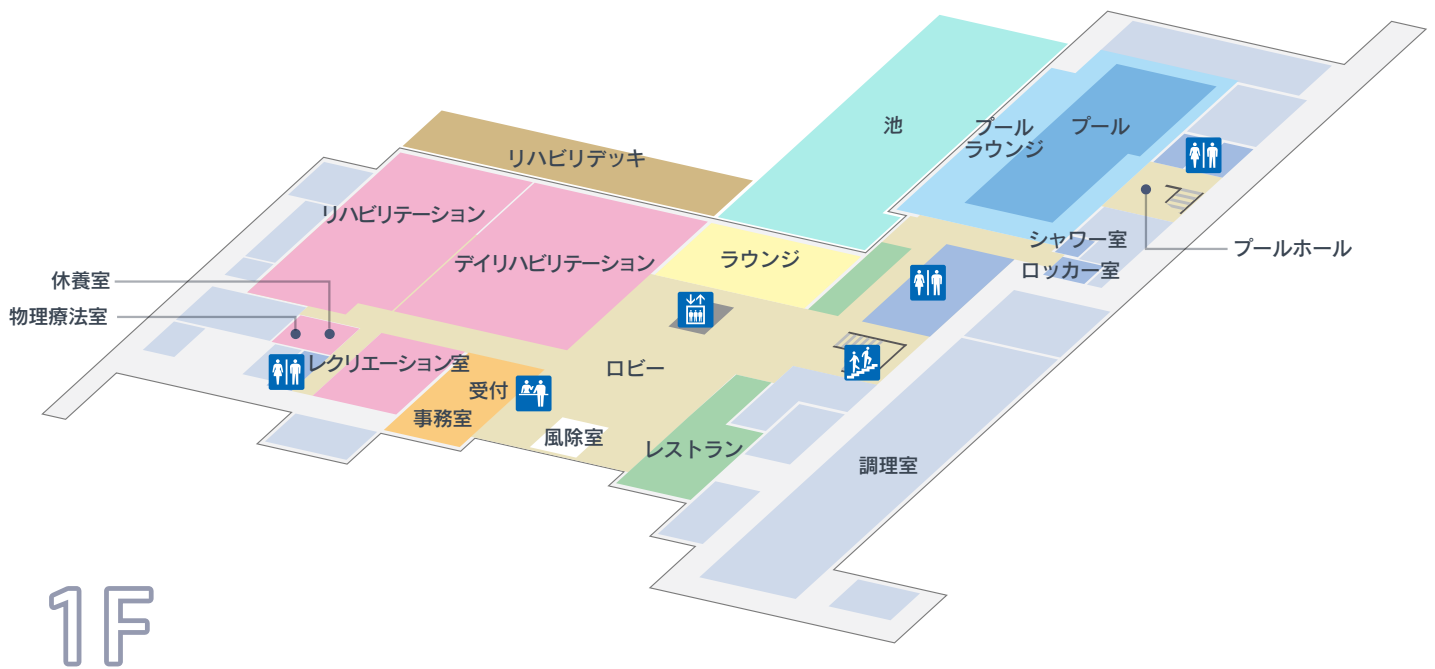 池
プール
ラウンジ
プール
リハビリデッキ
リハビリテーション
デイリハビリテーション
ラウンジ
シャワー室
ロッカー室
プールホール
休養室
物理療法室
レクリエーション室
ロビー
受付
事務室
風除室
レストラン
調理室
1F